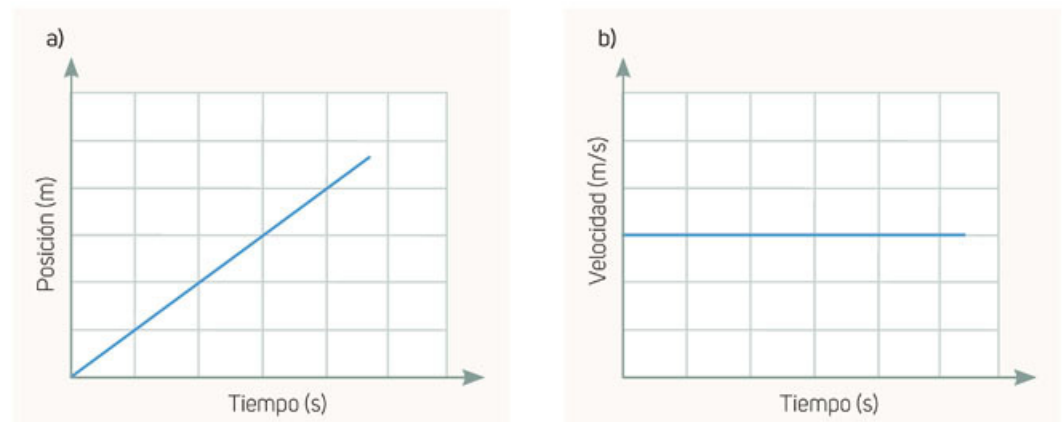 a)
Posición (m)
Tiempo (s)
b)
Velocidad (m/s)
Tiempo (s)